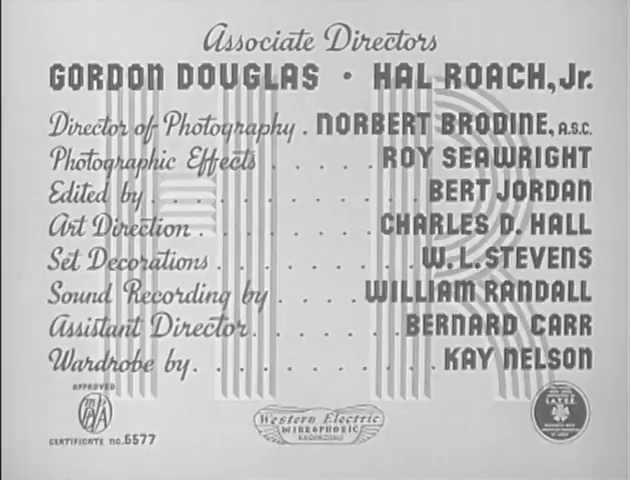 Associate Directors
GORDON DOUGLAS • HAL ROACH, Jr.
Director of Photography . NORBERT BRODINE, A.S.C.
Photographic Effects . . . . . ROY SEAWRIGHT
Edited by . . . . . . . . . BERT JORDAN
Art Direction . . . . . . . CHARLES D. HALL
Set Decorations . . . . . . . W. L. STEVENS
Sound Recording by . . . . WILLIAM RANDALL
Assistant Director . . . . . . BERNARD CARR
Wardrobe by . . . . . . . . . KAY NELSON
APPROVED
CERTIFICATE no. 6577
Western Electric
MIRROPHONIC
RECORDING
I.A.T.S.E.